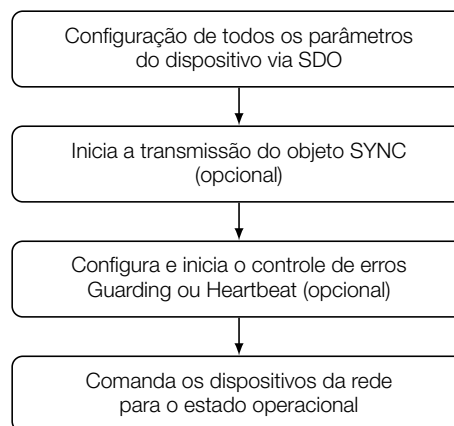 Configuração de todos os parâmetros
do dispositivo via SDO
Inicia a transmissão do objeto SYNC
(opcional)
Configura e inicia o controle de erros
Guarding ou Heartbeat (opcional)
Comanda os dispositivos da rede
para o estado operacional